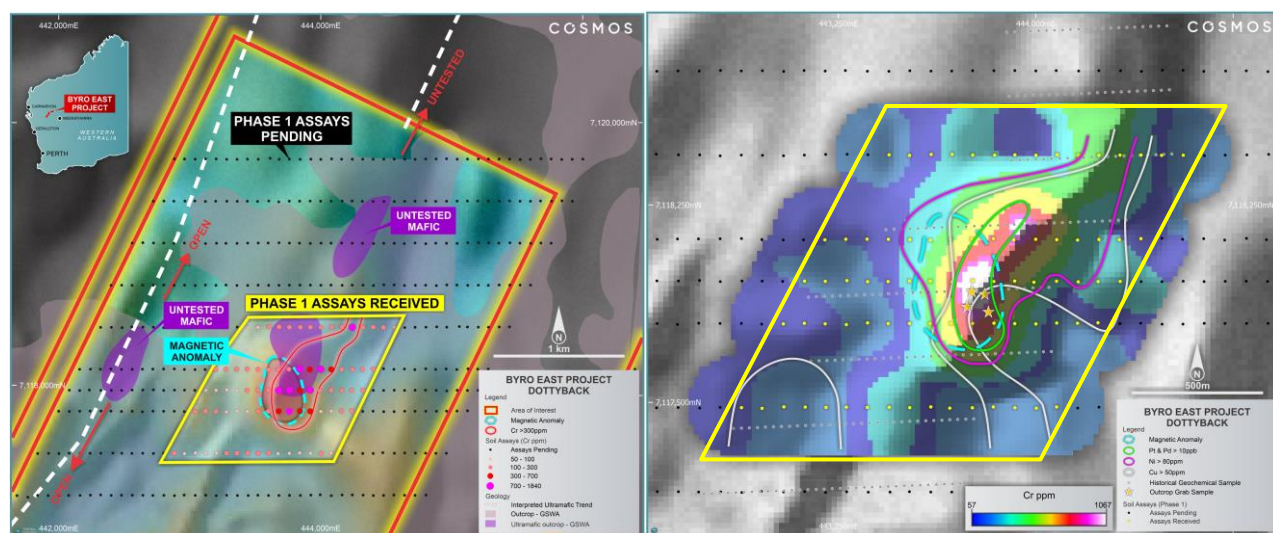 442,000mE
444,000mE
COSMOS
CARNARVON
BYRO EAST
PROJECT
MEEKATHARRA
GERALDTON
WESTERN
AUSTRALIA
PERTH
PHASE 1 ASSAYS
PENDING
UNTESTED
7,120,000mN
OPEN
UNTESTED
MAFIC
UNTESTED
MAFIC
PHASE 1 ASSAYS RECEIVED
MAGNETIC
ANOMALY
7,118,000mN
OPEN
N
1 km
BYRO EAST PROJECT
DOTTYBACK
Legend
Area of Interest
Magnetic Anomaly
Cr >300ppm
Soil Assays (Cr ppm)
Assays Pending
50 - 100
100 - 300
300 - 700
700 - 1840
Geology
Interpreted Ultramafic Trend
Outcrop - GSWA
Ultramafic outcrop - GSWA
442,000mE
444,000mE
443,250mE
444,000mE
COSMOS
7,118,250mN
7,118,250mN
7,117,500mN
N
500m
BYRO EAST PROJECT
DOTTYBACK
Legend
Magnetic Anomaly
Pt & Pd > 10ppb
Ni > 80ppm
Cu > 50ppm
Historical Geochemical Sample
Outcrop Grab Sample
Soil Assays (Phase 1)
Assays Pending
Assays Received
Cr ppm
57
1067
443,250mE